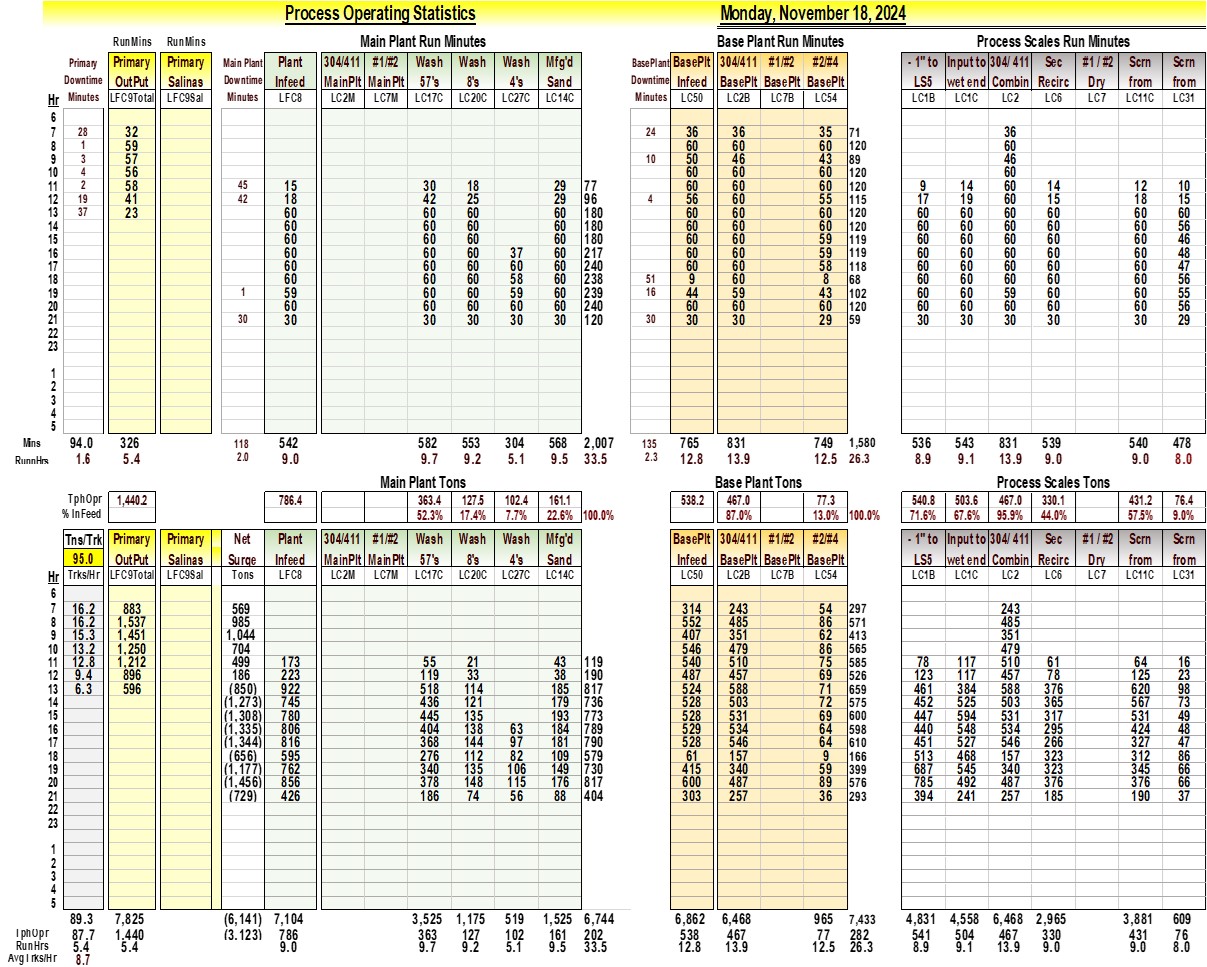 Process Operating Statistics Monday, November 18, 2024
RunMins RunMins Main Plant Run Minutes Base Plant Run Minutes Process Scales Run Minutes
Primary Primary Primary Main Plant Plant 304/411 #1/#2 Wash Wash Wash Mfg'd BasePlant BasePlt 304/411 #1/#2 #2/#4 - 1" to Input to 304/ 411 Sec #1 / #2 Scrn Scrn
Downtime OutPut Salinas Downtime Infeed MainPlt MainPlt 57's 8's 4's Sand Downtime Infeed BasePlt BasePlt BasePlt LS5 wet end Combin Recirc Dry from from
Hr Minutes LFC9Total LFC9Sal Minutes LFC8 LC2M LC7M LC17C LC20C LC27C LC14C Minutes LC50 LC2B LC7B LC54 LC1B LC1C LC2 LC6 LC7 LC11C LC31
6
7 28 32 24 36 36 35 71 36
8 1 59 60 60 60 120 60
9 3 57 10 50 46 43 89 46
10 4 56 60 60 60 120 60
11 2 58 45 15 30 18 29 77 60 60 60 120 9 14 60 14 12 10
12 19 41 42 18 42 25 29 96 4 56 60 55 115 17 19 60 15 18 15
13 37 23 60 60 60 60 180 60 60 60 120 60 60 60 60 60 60
14 60 60 60 60 180 60 60 60 120 60 60 60 60 60 56
15 60 60 60 60 180 60 60 59 119 60 60 60 60 60 46
16 60 60 60 37 60 217 60 60 59 119 60 60 60 60 60 48
17 60 60 60 60 60 240 60 60 58 118 60 60 60 60 60 47
18 60 60 60 58 60 238 51 9 60 8 68 60 60 60 60 60 56
19 1 59 60 60 59 60 239 16 44 59 43 102 60 60 59 60 60 55
20 60 60 60 60 60 240 60 60 60 120 60 60 60 60 60 56
21 30 30 30 30 30 30 120 30 30 30 29 59 30 30 30 30 30 29
22
23
1
2
3
4
5
Mins 94.0 326 118 542 582 553 304 568 2,007 135 765 831 749 1,580 536 543 831 539 540 478
RunnHrs 1.6 5.4 2.0 9.0 9.7 9.2 5.1 9.5 33.5 2.3 12.8 13.9 12.5 26.3 8.9 9.1 13.9 9.0 9.0 8.0
Main Plant Tons Base Plant Tons Process Scales Tons
TphOpr 1,440.2 786.4 363.4 127.5 102.4 161.1 538.2 467.0 77.3 540.8 503.6 467.0 330.1 431.2 76.4
% InFeed 52.3% 17.4% 7.7% 22.6% 100.0% 87.0% 13.0% 100.0% 71.6% 67.6% 95.9% 44.0% 57.5% 9.0%
Tns/Trk Primary Primary Net Plant 304/411 #1/#2 Wash Wash Wash Mfg'd BasePlt 304/411 #1/#2 #2/#4 - 1" to Input to 304/ 411 Sec #1 / #2 Scrn Scrn
95.0 OutPut Salinas Surge Infeed MainPlt MainPlt 57's 8's 4's Sand Infeed BasePlt BasePlt BasePlt LS5 wet end Combin Recirc Dry from from
Hr Trks/Hr LFC9Total LFC9Sal Tons LFC8 LC2M LC7M LC17C LC20C LC27C LC14C LC50 LC2B LC7B LC54 LC1B LC1C LC2 LC6 LC7 LC11C LC31
6
7 16.2 883 569 314 243 54 297 243
8 16.2 1,537 985 552 485 86 571 485
9 15.3 1,451 1,044 407 351 62 413 351
10 13.2 1,250 704 546 479 86 565 479
11 12.8 1,212 499 173 55 21 43 119 540 510 75 585 78 117 510 61 64 16
12 9.4 896 186 223 119 33 38 190 487 457 69 526 123 117 457 78 125 23
13 6.3 596 (850) 922 518 114 185 817 524 588 71 659 461 384 588 376 620 98
14 (1,273) 745 436 121 179 736 528 503 72 575 452 525 503 365 567 73
15 (1,308) 780 445 135 193 773 528 531 69 600 447 594 531 317 531 49
16 (1,335) 806 404 138 63 184 789 529 534 64 598 440 548 534 295 424 48
17 (1,344) 816 368 144 97 181 790 528 546 64 610 451 527 546 266 327 47
18 (656) 595 276 112 82 109 579 61 157 9 166 513 468 157 323 312 86
19 (1,177) 762 340 135 106 149 730 415 340 59 399 687 545 340 323 345 66
20 (1,456) 856 378 148 115 176 817 600 487 89 576 785 492 487 376 376 66
21 (729) 426 186 74 56 88 404 303 257 36 293 394 241 257 185 190 37
22
23
1
2
3
4
5
89.3 7,825 (6,141) 7,104 3,525 1,175 519 1,525 6,744 6,862 6,468 965 7,433 4,831 4,558 6,468 2,965 3,881 609
TphOpr 87.7 1,440 (3,123) 786 363 127 102 161 202 538 467 77 282 541 504 467 330 431 76
RunHrs 5.4 5.4 9.0 9.7 9.2 5.1 9.5 33.5 12.8 13.9 12.5 26.3 8.9 9.1 13.9 9.0 9.0 8.0
AvgTrks/Hr 8.7